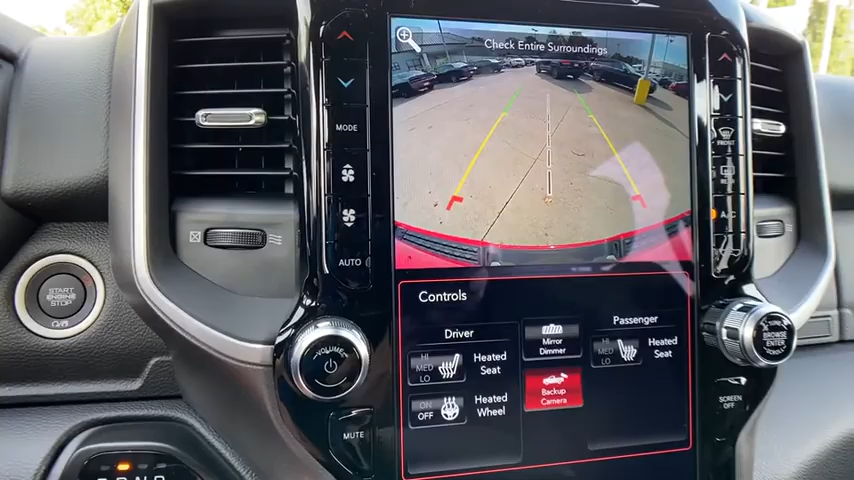 Check Entire Surroundings
MODE
AUTO
FRONT
REAR
A/C
START
ENGINE
STOP
Controls
Driver
Passenger
HI
MED
LO
Heated
Seat
Mirror
Dimmer
HI
MED
LO
Heated
Seat
ON
OFF
Heated
Wheel
Backup
Camera
VOLUME
MUTE
BROWSE
ENTER
SCREEN
OFF